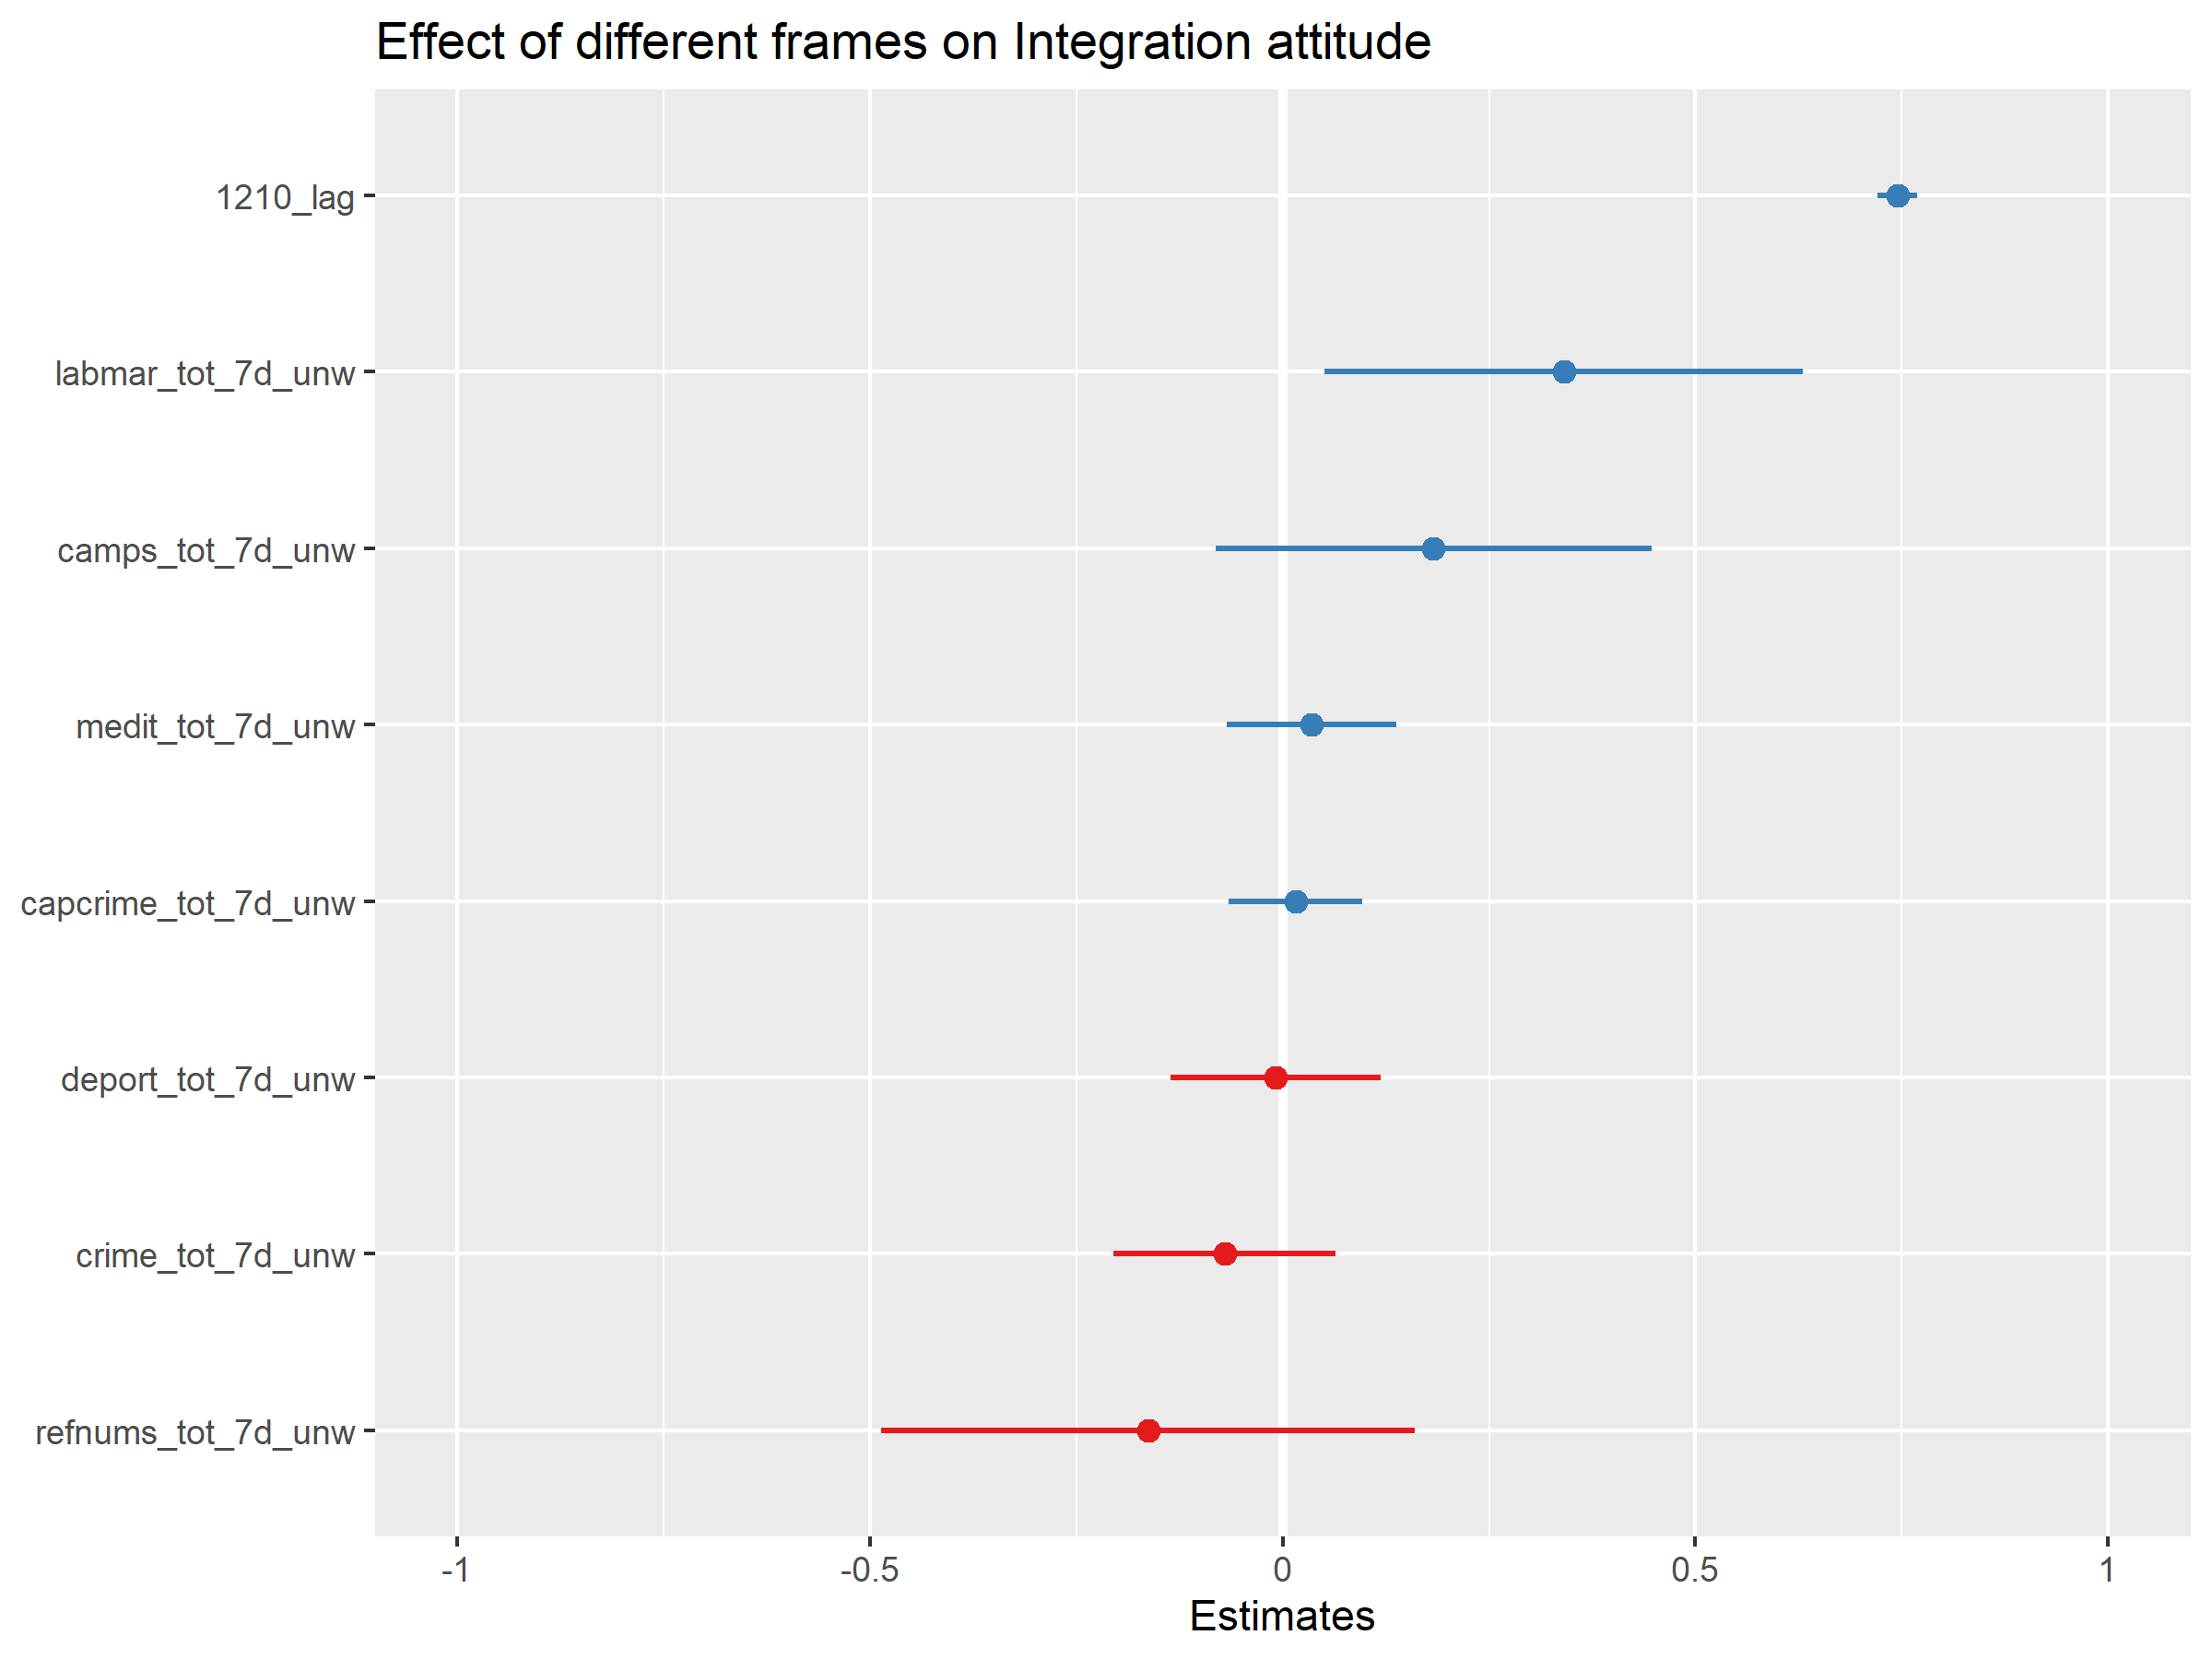 Effect of different frames on Integration attitude
1210_lag
labmar_tot_7d_unw
camps_tot_7d_unw
medit_tot_7d_unw
capcrime_tot_7d_unw
deport_tot_7d_unw
crime_tot_7d_unw
refnums_tot_7d_unw
-1 -0.5 0 0.5 1
Estimates